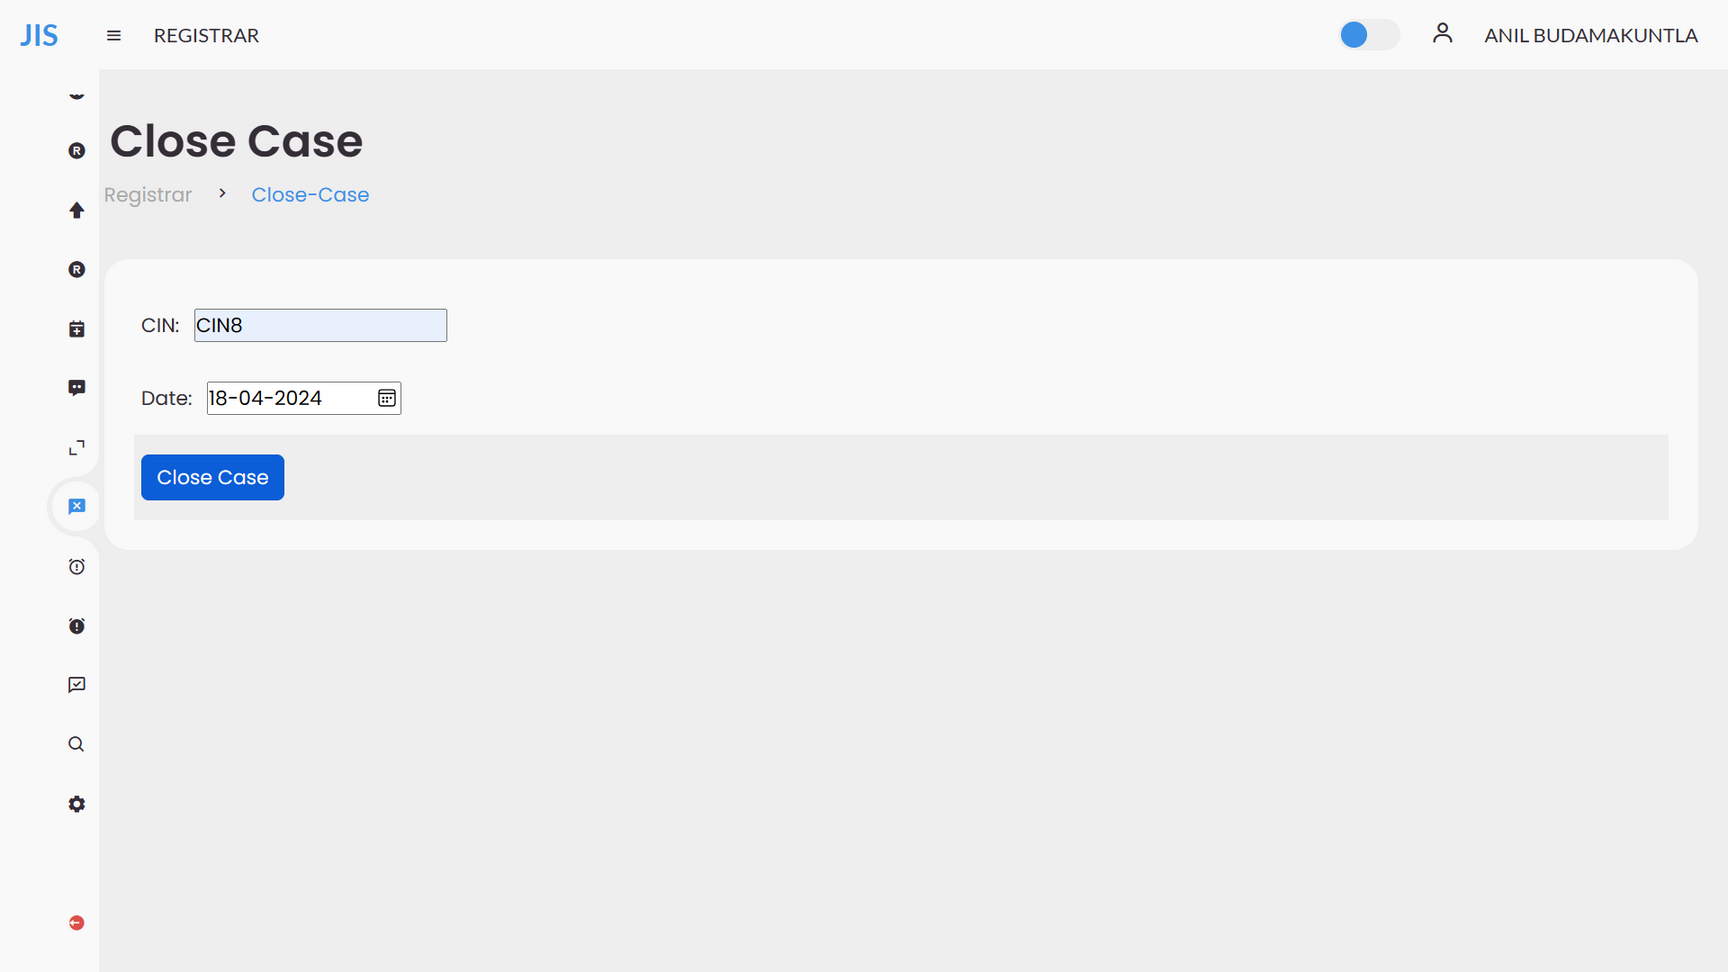 JIS REGISTRAR ANIL BUDAMAKUNTLA
Close Case
Registrar > Close-Case
CIN: CIN8
Date: 18-04-2024
Close Case